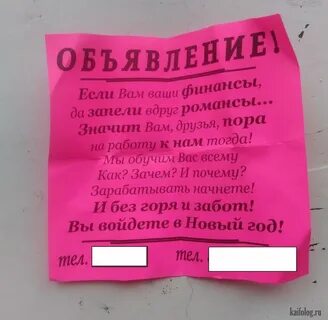 ОБЪЯВЛЕНИЕ!
Если Вам ваши финансы,
да запели вдруг романсы...
Значит Вам, друзья, пора
на работу к нам тогда!
Мы обучим Вас всему
Как? Зачем? И почему?
Зарабатывать начнете!
И без горя и забот!
Вы войдете в Новый год!
тел. тел.
kaifolog.ru